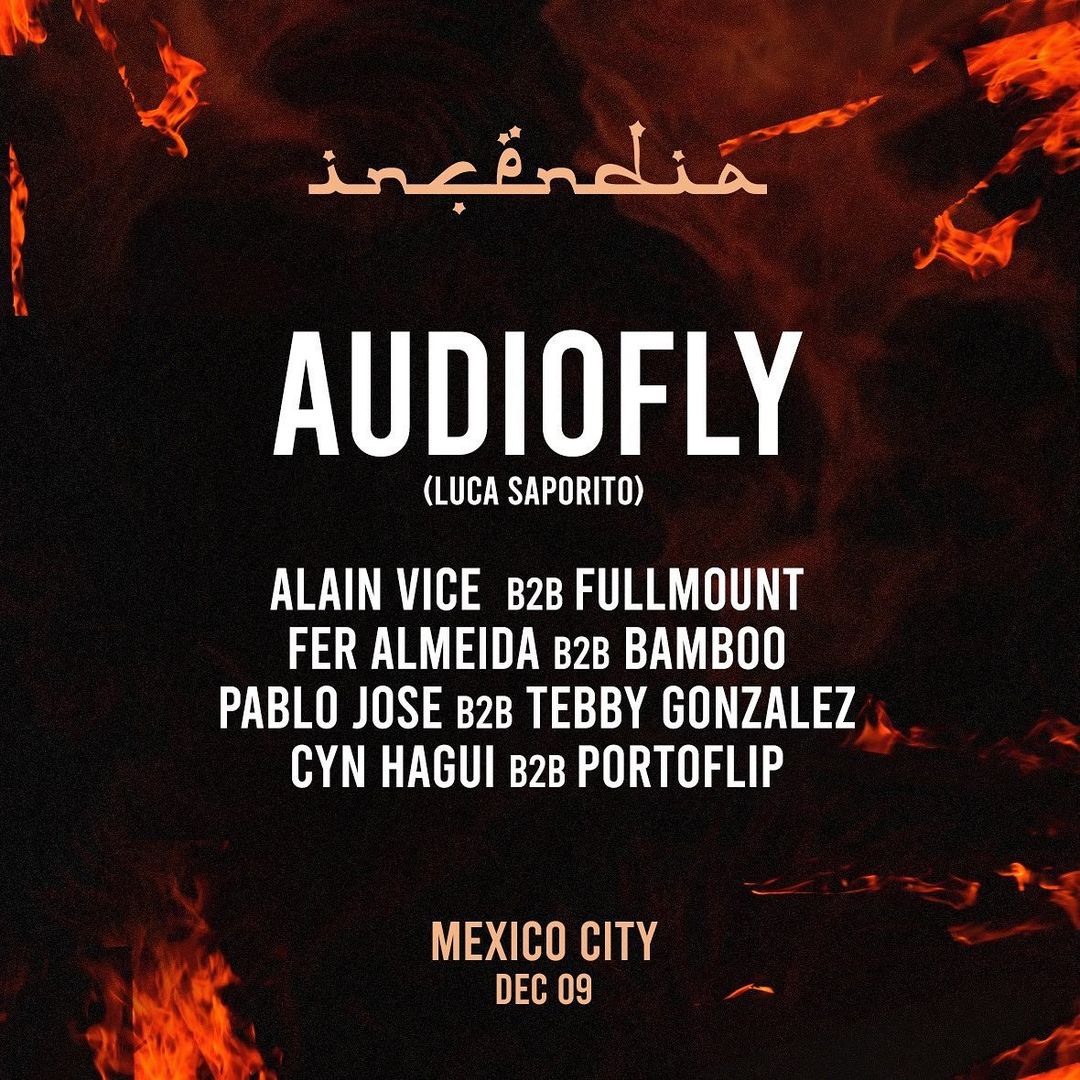 incëndia
AUDIOFLY
(LUCA SAPORITO)
ALAIN VICE B2B FULLMOUNT
FER ALMEIDA B2B BAMBOO
PABLO JOSE B2B TEBBY GONZALEZ
CYN HAGUI B2B PORTOFLIP
MEXICO CITY
DEC 09